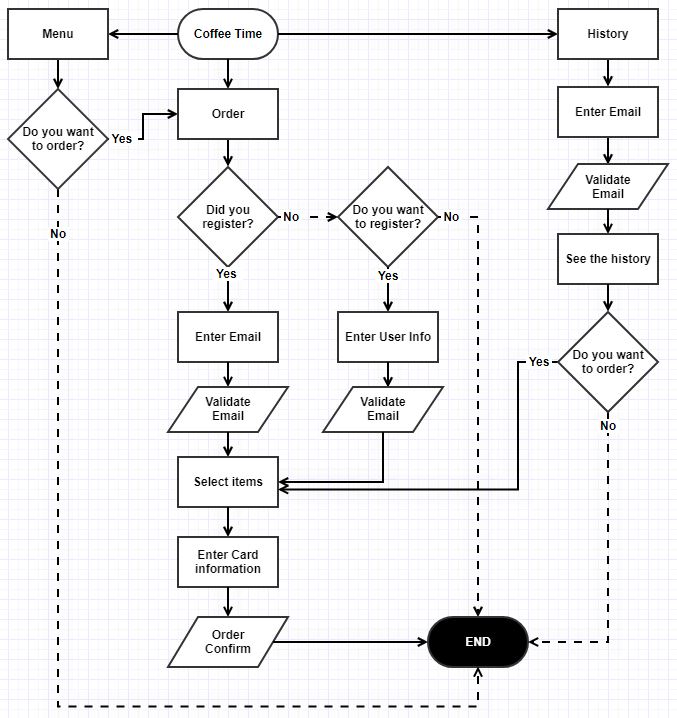 Menu
Coffee Time
History
Do you want
to order?
Yes
No
Order
Did you
register?
No
Yes
Do you want
to register?
No
Yes
Enter Email
Validate
Email
Enter User Info
Validate
Email
Select items
Enter Card
information
Order
Confirm
Enter Email
Validate
Email
See the history
Do you want
to order?
Yes
No
END